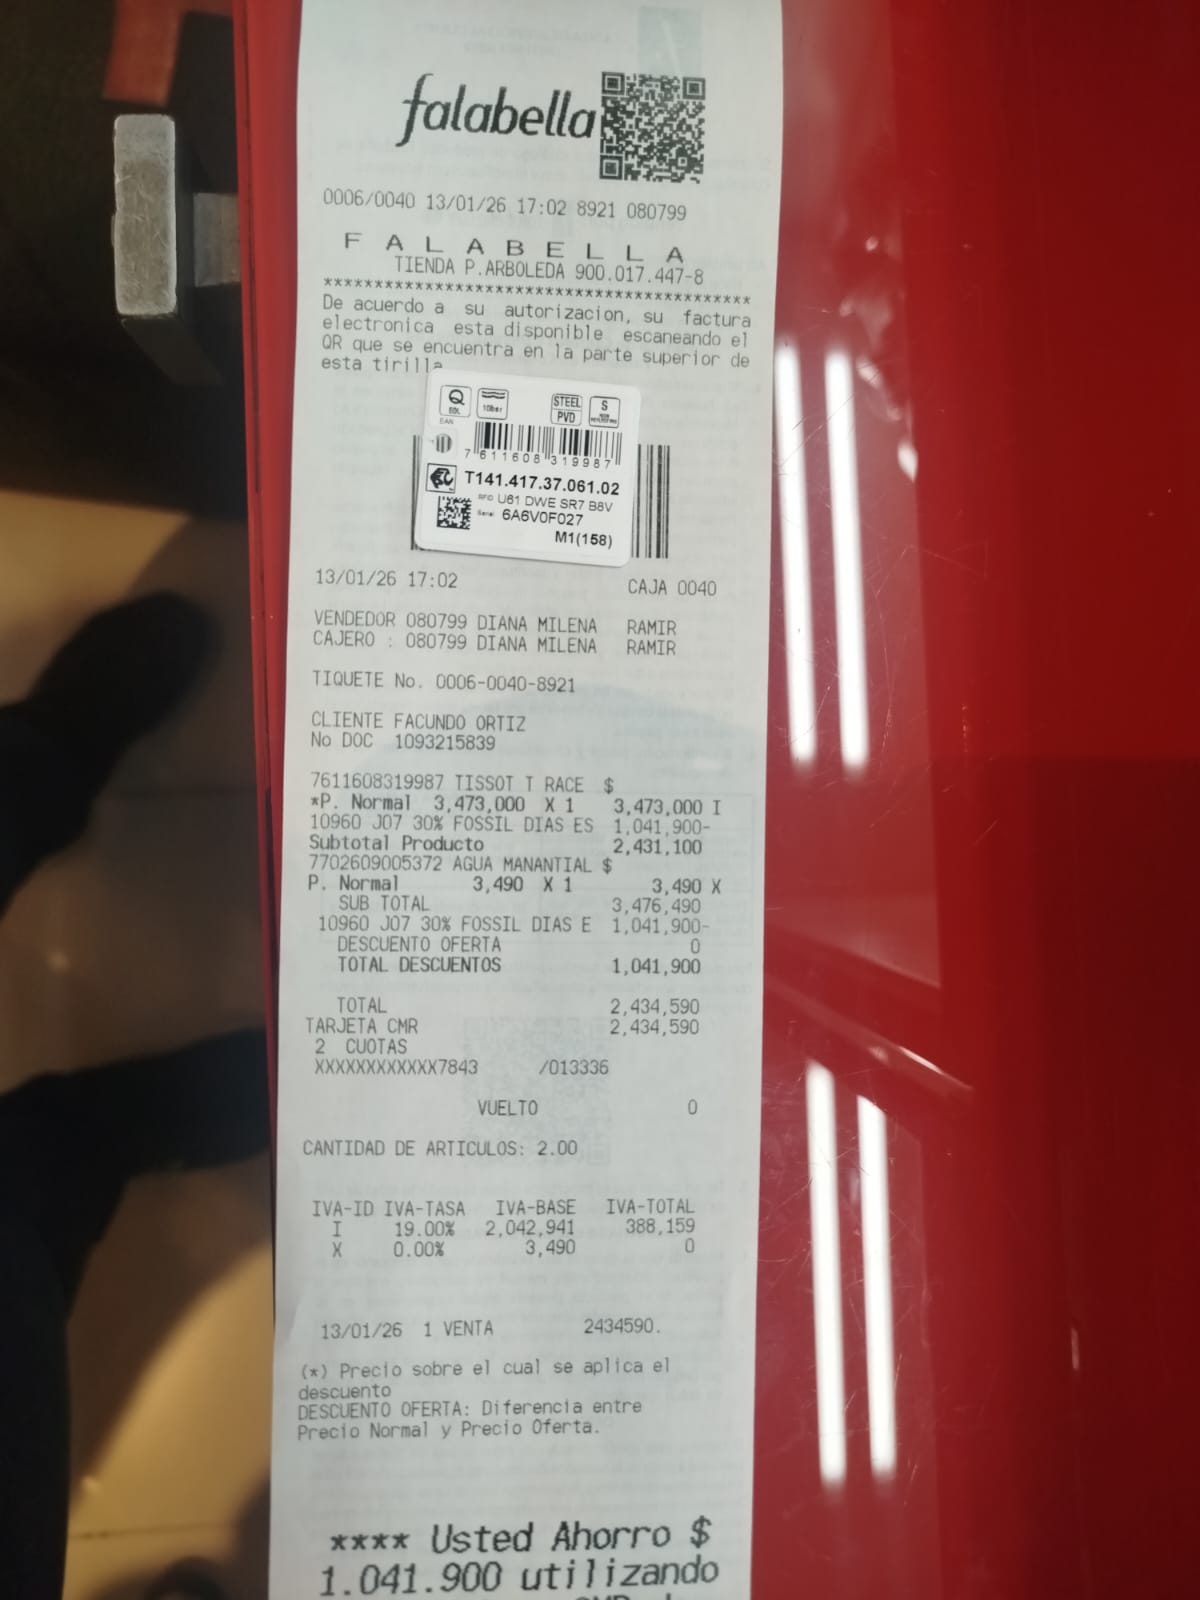 falabella
0006/0040 13/01/26 17:02 8921 080799
F A L A B E L L A
TIENDA P.ARBOLEDA 900.017.447-8
******************************************
De acuerdo a su autorizacion, su factura
electronica esta disponible escaneando el
QR que se encuentra en la parte superior de
esta tirilla
Q EOL 10bar STEEL PVD S
EAN
7 611608 319987
T141.417.37.061.02
RFID U61 DWE SR7 B8V
Serial 6A6V0F027
M1(158)
13/01/26 17:02 CAJA 0040
VENDEDOR 080799 DIANA MILENA RAMIR
CAJERO : 080799 DIANA MILENA RAMIR
TIQUETE No. 0006-0040-8921
CLIENTE FACUNDO ORTIZ
No DOC 1093215839
7611608319987 TISSOT T RACE $
*P. Normal 3,473,000 X 1 3,473,000 I
10960 J07 30% FOSSIL DIAS ES 1,041,900-
Subtotal Producto 2,431,100
7702609005372 AGUA MANANTIAL $
P. Normal 3,490 X 1 3,490 X
SUB TOTAL 3,476,490
10960 J07 30% FOSSIL DIAS E 1,041,900-
DESCUENTO OFERTA 0
TOTAL DESCUENTOS 1,041,900
TOTAL 2,434,590
TARJETA CMR 2,434,590
2 CUOTAS
XXXXXXXXXXXX7843 /013336
VUELTO 0
CANTIDAD DE ARTICULOS: 2.00
IVA-ID IVA-TASA IVA-BASE IVA-TOTAL
I 19.00% 2,042,941 388,159
X 0.00% 3,490 0
13/01/26 1 VENTA 2434590.
(*) Precio sobre el cual se aplica el
descuento
DESCUENTO OFERTA: Diferencia entre
Precio Normal y Precio Oferta.
**** Usted Ahorro $
1.041.900 utilizando